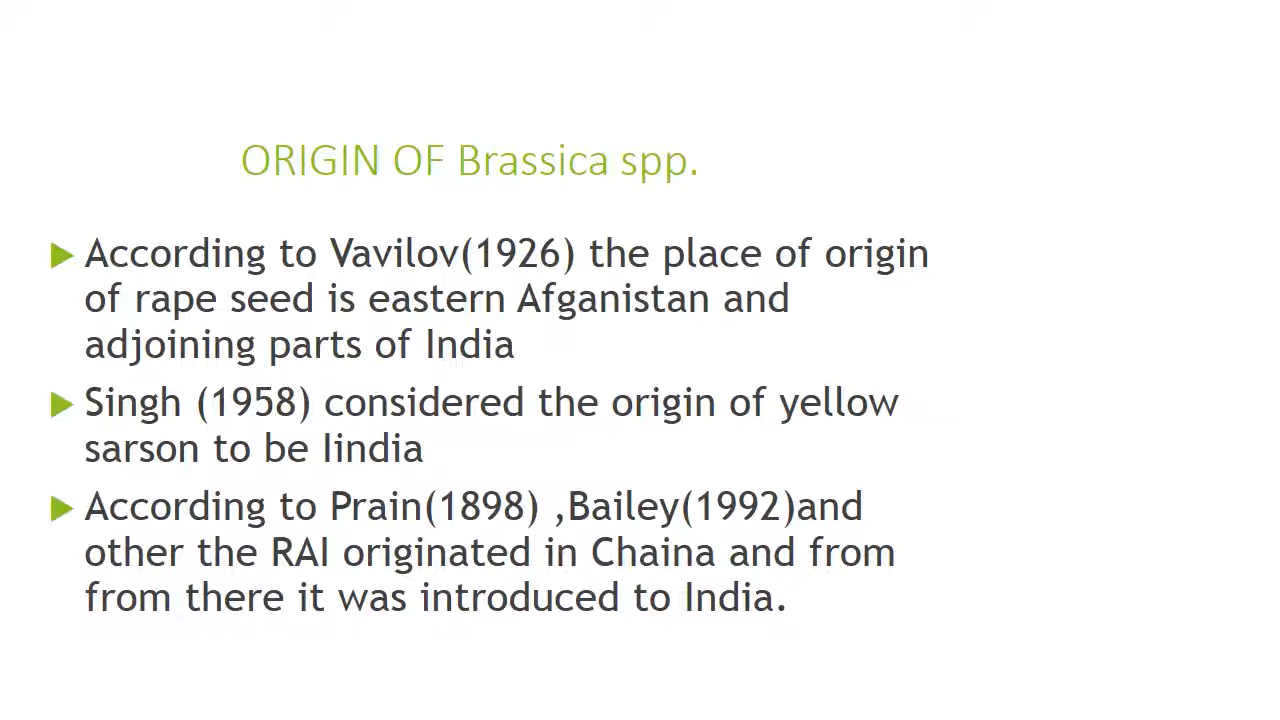 ORIGIN OF Brassica spp.
According to Vavilov(1926) the place of origin
of rape seed is eastern Afganistan and
adjoining parts of India
Singh (1958) considered the origin of yellow
sarson to be Iindia
According to Prain(1898) ,Bailey(1992)and
other the RAI originated in Chaina and from
from there it was introduced to India.